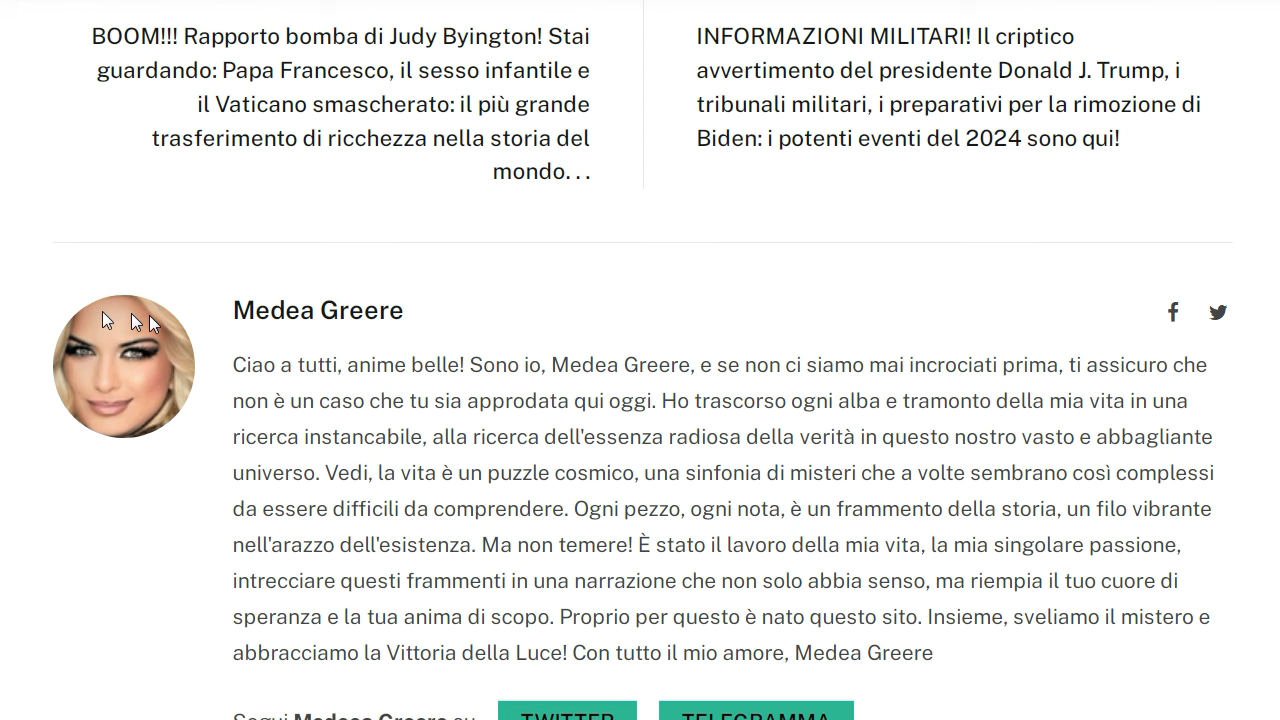 BOOM!!! Rapporto bomba di Judy Byington! Stai
guardando: Papa Francesco, il sesso infantile e
il Vaticano smascherato: il più grande
trasferimento di ricchezza nella storia del
mondo. . .
INFORMAZIONI MILITARI! Il criptico
avvertimento del presidente Donald J. Trump, i
tribunali militari, i preparativi per la rimozione di
Biden: i potenti eventi del 2024 sono qui!
Medea Greere
Ciao a tutti, anime belle! Sono io, Medea Greere, e se non ci siamo mai incrociati prima, ti assicuro che
non è un caso che tu sia approdata qui oggi. Ho trascorso ogni alba e tramonto della mia vita in una
ricerca instancabile, alla ricerca dell'essenza radiosa della verità in questo nostro vasto e abbagliante
universo. Vedi, la vita è un puzzle cosmico, una sinfonia di misteri che a volte sembrano così complessi
da essere difficili da comprendere. Ogni pezzo, ogni nota, è un frammento della storia, un filo vibrante
nell'arazzo dell'esistenza. Ma non temere! È stato il lavoro della mia vita, la mia singolare passione,
intrecciare questi frammenti in una narrazione che non solo abbia senso, ma riempia il tuo cuore di
speranza e la tua anima di scopo. Proprio per questo è nato questo sito. Insieme, sveliamo il mistero e
abbracciamo la Vittoria della Luce! Con tutto il mio amore, Medea Greere
Segui Medeea Greere su TWITTER TELEGRAMMA